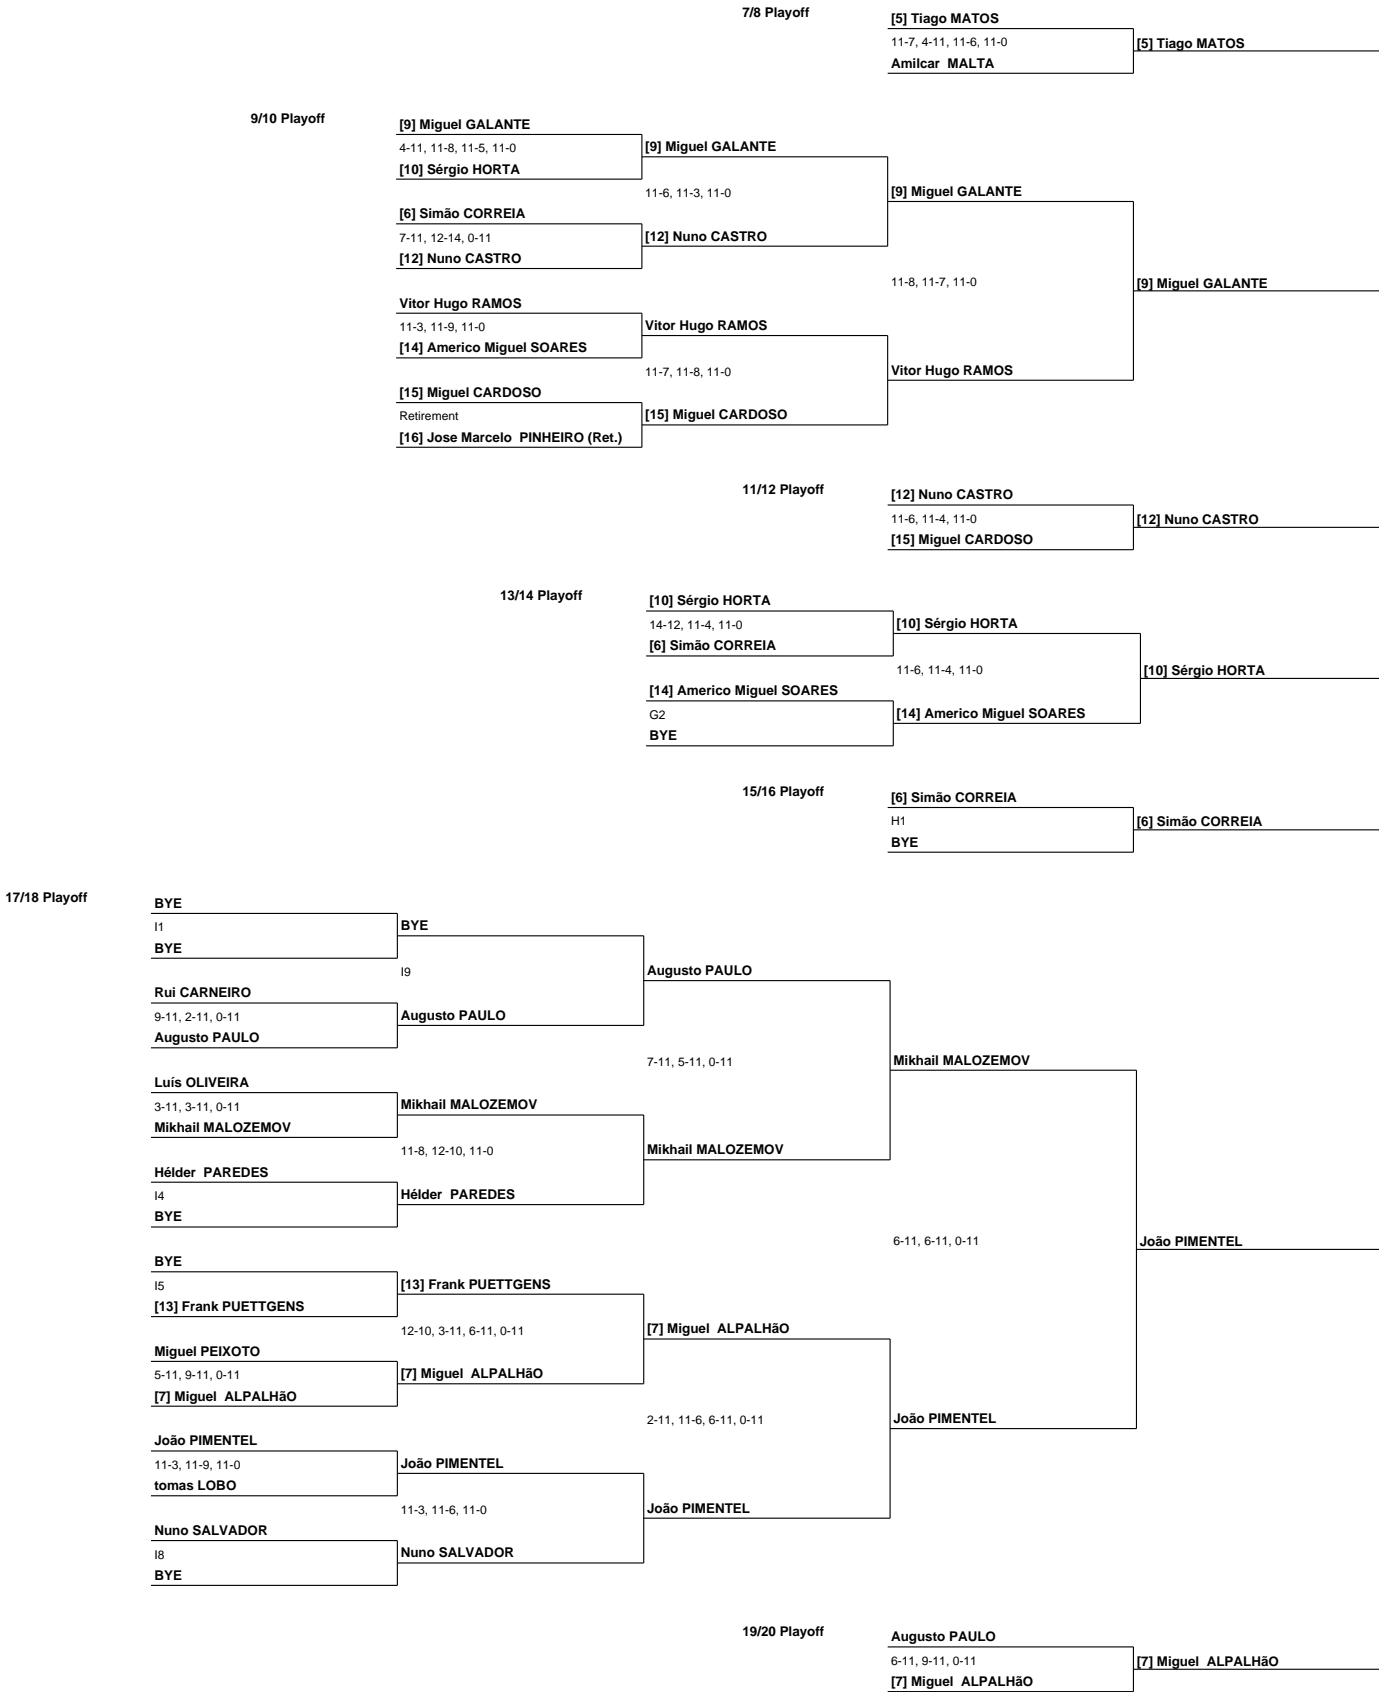 7/8 Playoff
[5] Tiago MATOS
11-7, 4-11, 11-6, 11-0
[5] Tiago MATOS
Amilcar  MALTA
9/10 Playoff
[9] Miguel GALANTE
4-11, 11-8, 11-5, 11-0
[9] Miguel GALANTE
[10] Sérgio HORTA
11-6, 11-3, 11-0
[9] Miguel GALANTE
[6] Simão CORREIA
7-11, 12-14, 0-11
[12] Nuno CASTRO
[12] Nuno CASTRO
11-8, 11-7, 11-0
[9] Miguel GALANTE
Vitor Hugo RAMOS
11-3, 11-9, 11-0
Vitor Hugo RAMOS
[14] Americo Miguel SOARES
11-7, 11-8, 11-0
Vitor Hugo RAMOS
[15] Miguel CARDOSO
Retirement
[15] Miguel CARDOSO
[16] Jose Marcelo  PINHEIRO (Ret.)
11/12 Playoff
[12] Nuno CASTRO
11-6, 11-4, 11-0
[12] Nuno CASTRO
[15] Miguel CARDOSO
13/14 Playoff
[10] Sérgio HORTA
14-12, 11-4, 11-0
[10] Sérgio HORTA
[6] Simão CORREIA
11-6, 11-4, 11-0
[10] Sérgio HORTA
[14] Americo Miguel SOARES
G2
[14] Americo Miguel SOARES
BYE
15/16 Playoff
[6] Simão CORREIA
H1
[6] Simão CORREIA
BYE
17/18 Playoff
BYE
I1
BYE
BYE
I9
Augusto PAULO
Rui CARNEIRO
9-11, 2-11, 0-11
Augusto PAULO
Augusto PAULO
7-11, 5-11, 0-11
Mikhail MALOZEMOV
Luís OLIVEIRA
3-11, 3-11, 0-11
Mikhail MALOZEMOV
Mikhail MALOZEMOV
11-8, 12-10, 11-0
Mikhail MALOZEMOV
Hélder  PAREDES
I4
Hélder  PAREDES
BYE
6-11, 6-11, 0-11
João PIMENTEL
BYE
I5
[13] Frank PUETTGENS
[13] Frank PUETTGENS
12-10, 3-11, 6-11, 0-11
[7] Miguel  ALPALHãO
Miguel PEIXOTO
5-11, 9-11, 0-11
[7] Miguel  ALPALHãO
[7] Miguel  ALPALHãO
2-11, 11-6, 6-11, 0-11
João PIMENTEL
João PIMENTEL
11-3, 11-9, 11-0
João PIMENTEL
tomas LOBO
11-3, 11-6, 11-0
João PIMENTEL
Nuno SALVADOR
I8
Nuno SALVADOR
BYE
19/20 Playoff
Augusto PAULO
6-11, 9-11, 0-11
[7] Miguel  ALPALHãO
[7] Miguel  ALPALHãO